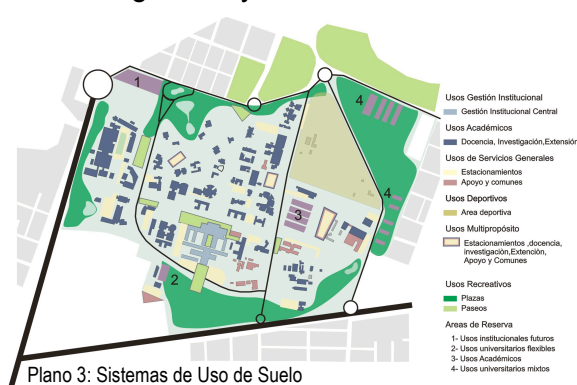 1
4
4
3
2
Usos Gestión Institucional
Gestión Institucional Central
Usos Académicos
Docencia, Investigación,Extensión
Usos de Servicios Generales
Estacionamientos
Apoyo y comunes
Usos Deportivos
Area deportiva
Usos Multipropósito
Estacionamientos ,docencia,
investigación,Extención,
Apoyo y Comunes
Usos Recreativos
Plazas
Paseos
Areas de Reserva
1- Usos institucionales futuros
2- Usos universitarios flexibles
3- Usos Académicos
4- Usos universitarios mixtos
Plano 3: Sistemas de Uso de Suelo